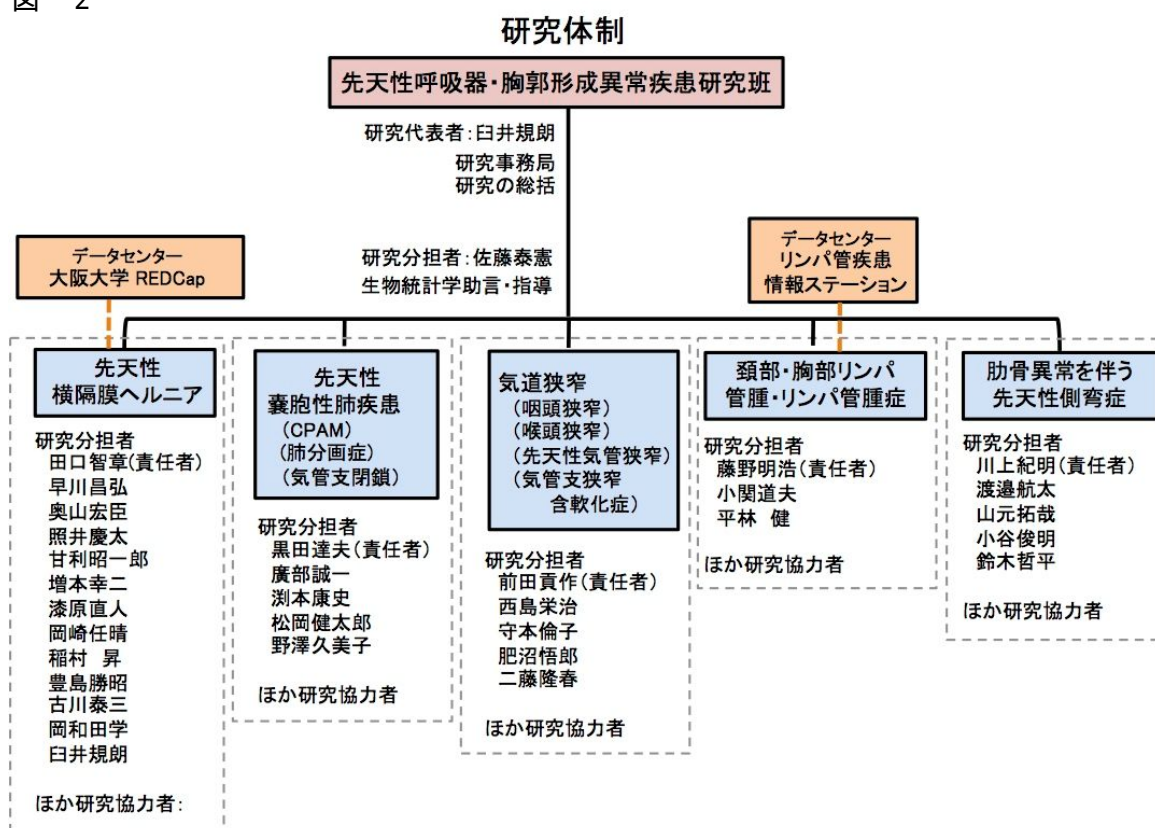 図 2
研究体制
先天性呼吸器・胸郭形成異常疾患研究班
研究代表者:臼井規朗
研究事務局
研究の総括
研究分担者:佐藤泰憲
生物統計学助言・指導
データセンター
大阪大学 REDCap
データセンター
リンパ管疾患
情報ステーション
先天性
横隔膜ヘルニア
研究分担者
田口智章(責任者)
早川昌弘
奥山宏臣
照井慶太
甘利昭一郎
増本幸二
漆原直人
岡崎任晴
稲村 昇
豊島勝昭
古川泰三
岡和田学
臼井規朗
ほか研究協力者:
先天性
嚢胞性肺疾患
(CPAM)
(肺分画症)
(気管支閉鎖)
研究分担者
黒田達夫(責任者)
廣部誠一
渕本康史
松岡健太郎
野澤久美子
ほか研究協力者
気道狭窄
(咽頭狭窄)
(喉頭狭窄)
(先天性気管狭窄)
(気管支狭窄
含軟化症)
研究分担者
前田貢作(責任者)
西島栄治
守本倫子
肥沼悟郎
二藤隆春
ほか研究協力者
頚部・胸部リンパ
管腫・リンパ管腫症
研究分担者
藤野明浩(責任者)
小関道夫
平林 健
ほか研究協力者
肋骨異常を伴う
先天性側弯症
研究分担者
川上紀明(責任者)
渡邉航太
山元拓哉
小谷俊明
鈴木哲平
ほか研究協力者